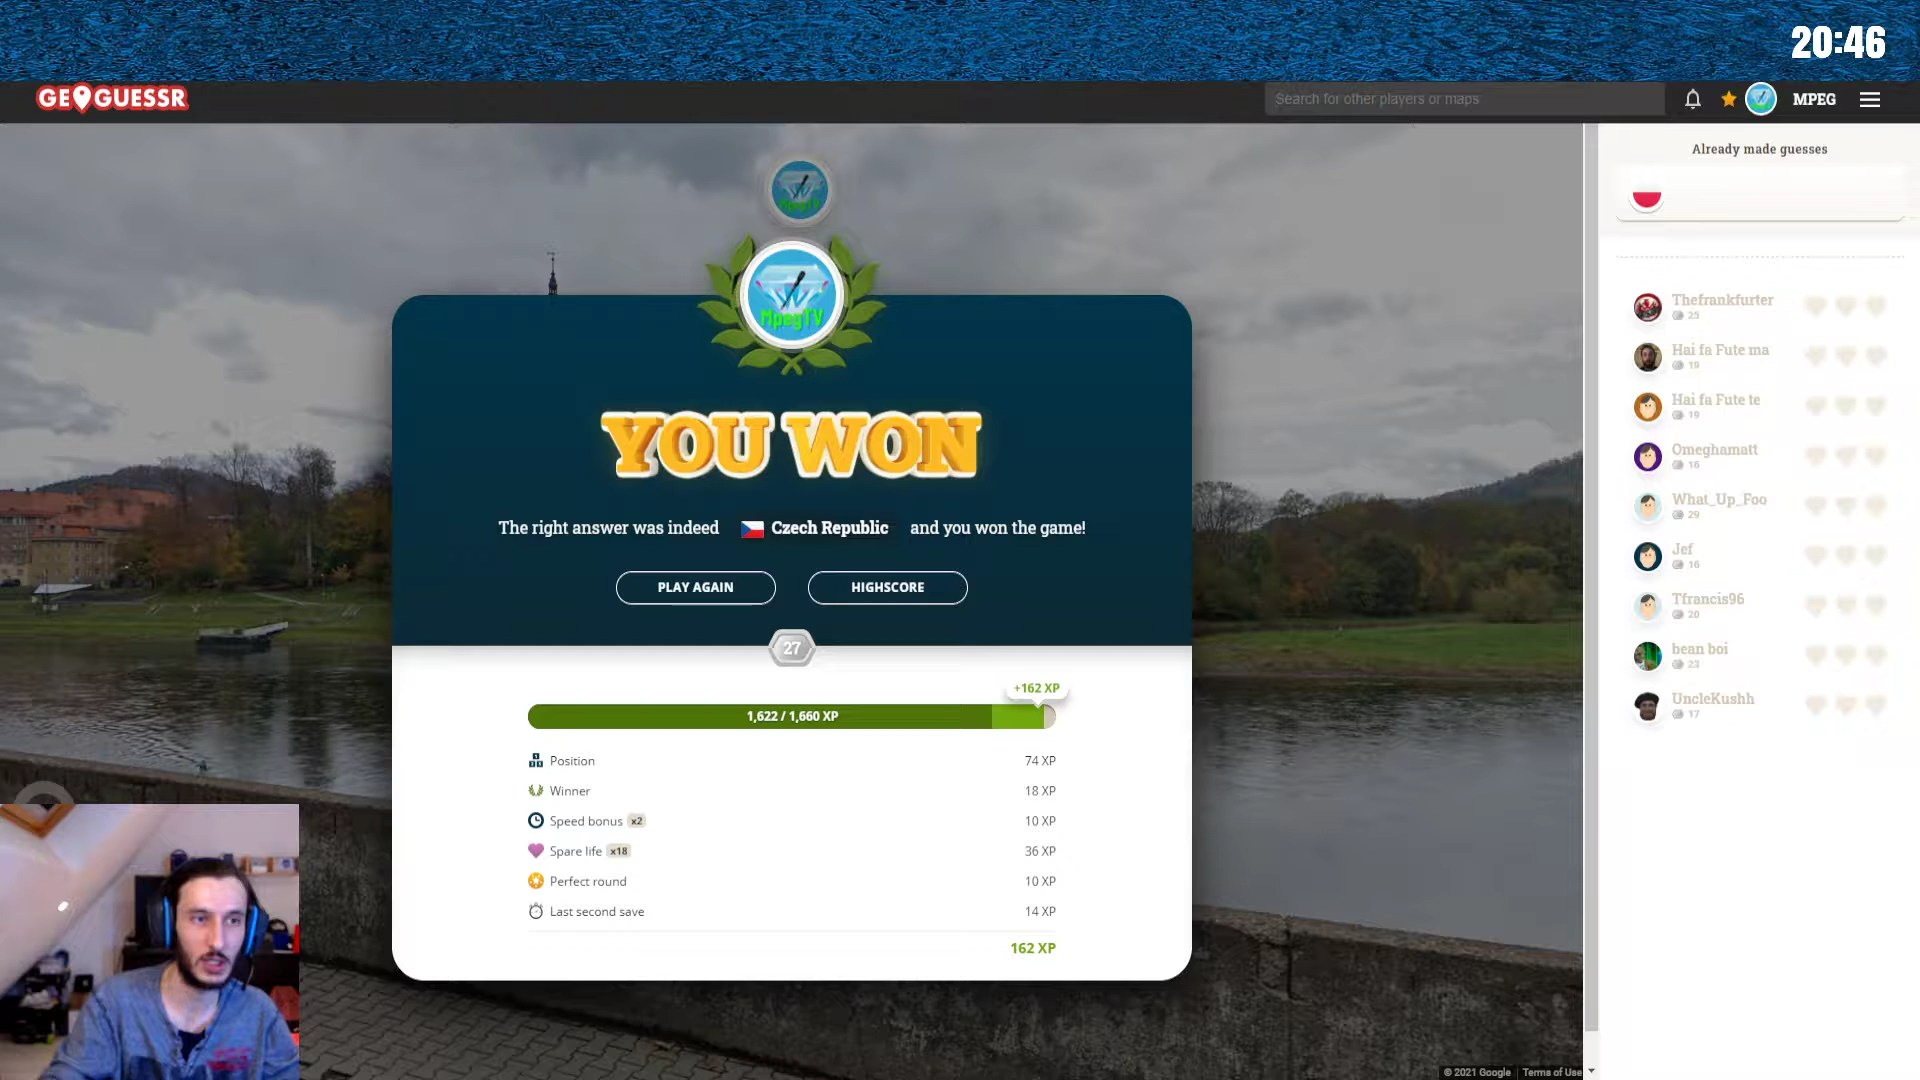 20:46
GEOGUESSR
Search for other players or maps
MPEG
Already made guesses
MpegTV
MpegTV
YOU WON
The right answer was indeed Czech Republic and you won the game!
PLAY AGAIN
HIGHSCORE
27
+162 XP
1,622 / 1,660 XP
Position 74 XP
Winner 18 XP
Speed bonus x2 10 XP
Spare life x18 36 XP
Perfect round 10 XP
Last second save 14 XP
162 XP
Thefrankfurter
25
Hai fa Fute ma
19
Hai fa Fute te
19
Omeghamatt
16
What_Up_Foo
29
Jef
16
Tfrancis96
20
bean boi
23
UncleKushh
17
© 2021 Google
Terms of Use